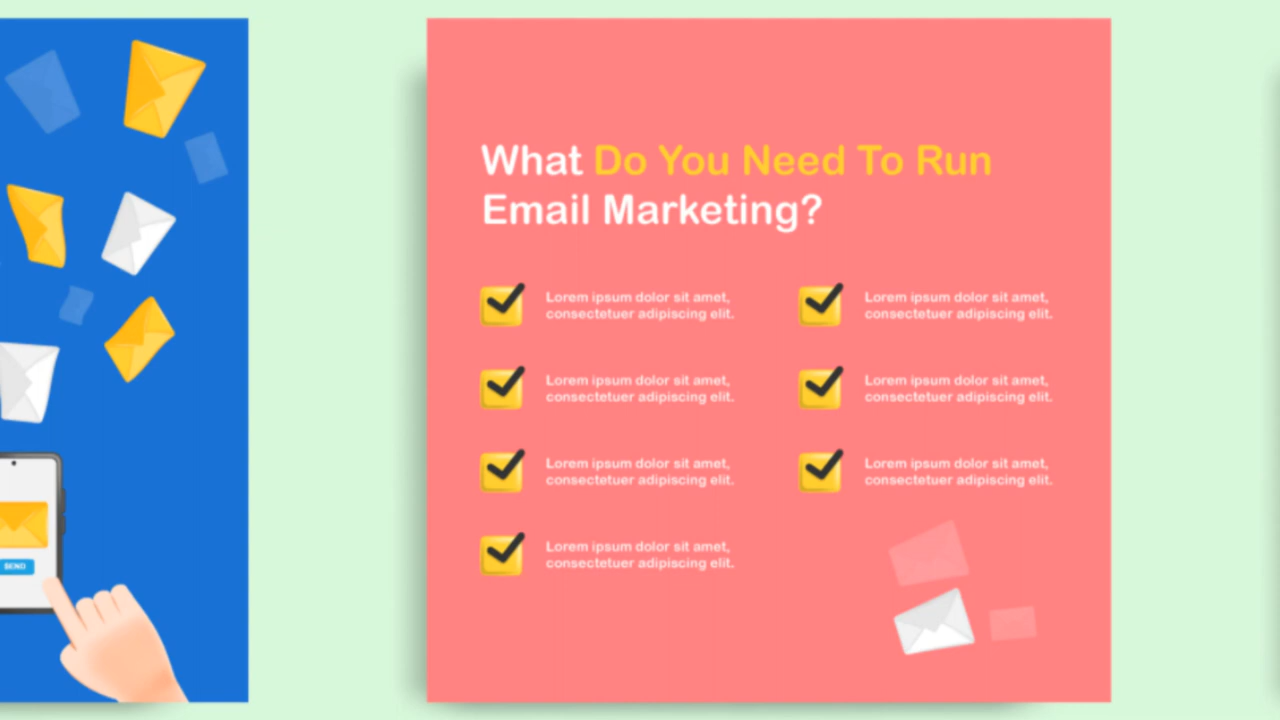 SEND
What Do You Need To Run
Email Marketing?
Lorem ipsum dolor sit amet,
consectetuer adipiscing elit.
Lorem ipsum dolor sit amet,
consectetuer adipiscing elit.
Lorem ipsum dolor sit amet,
consectetuer adipiscing elit.
Lorem ipsum dolor sit amet,
consectetuer adipiscing elit.
Lorem ipsum dolor sit amet,
consectetuer adipiscing elit.
Lorem ipsum dolor sit amet,
consectetuer adipiscing elit.
Lorem ipsum dolor sit amet,
consectetuer adipiscing elit.